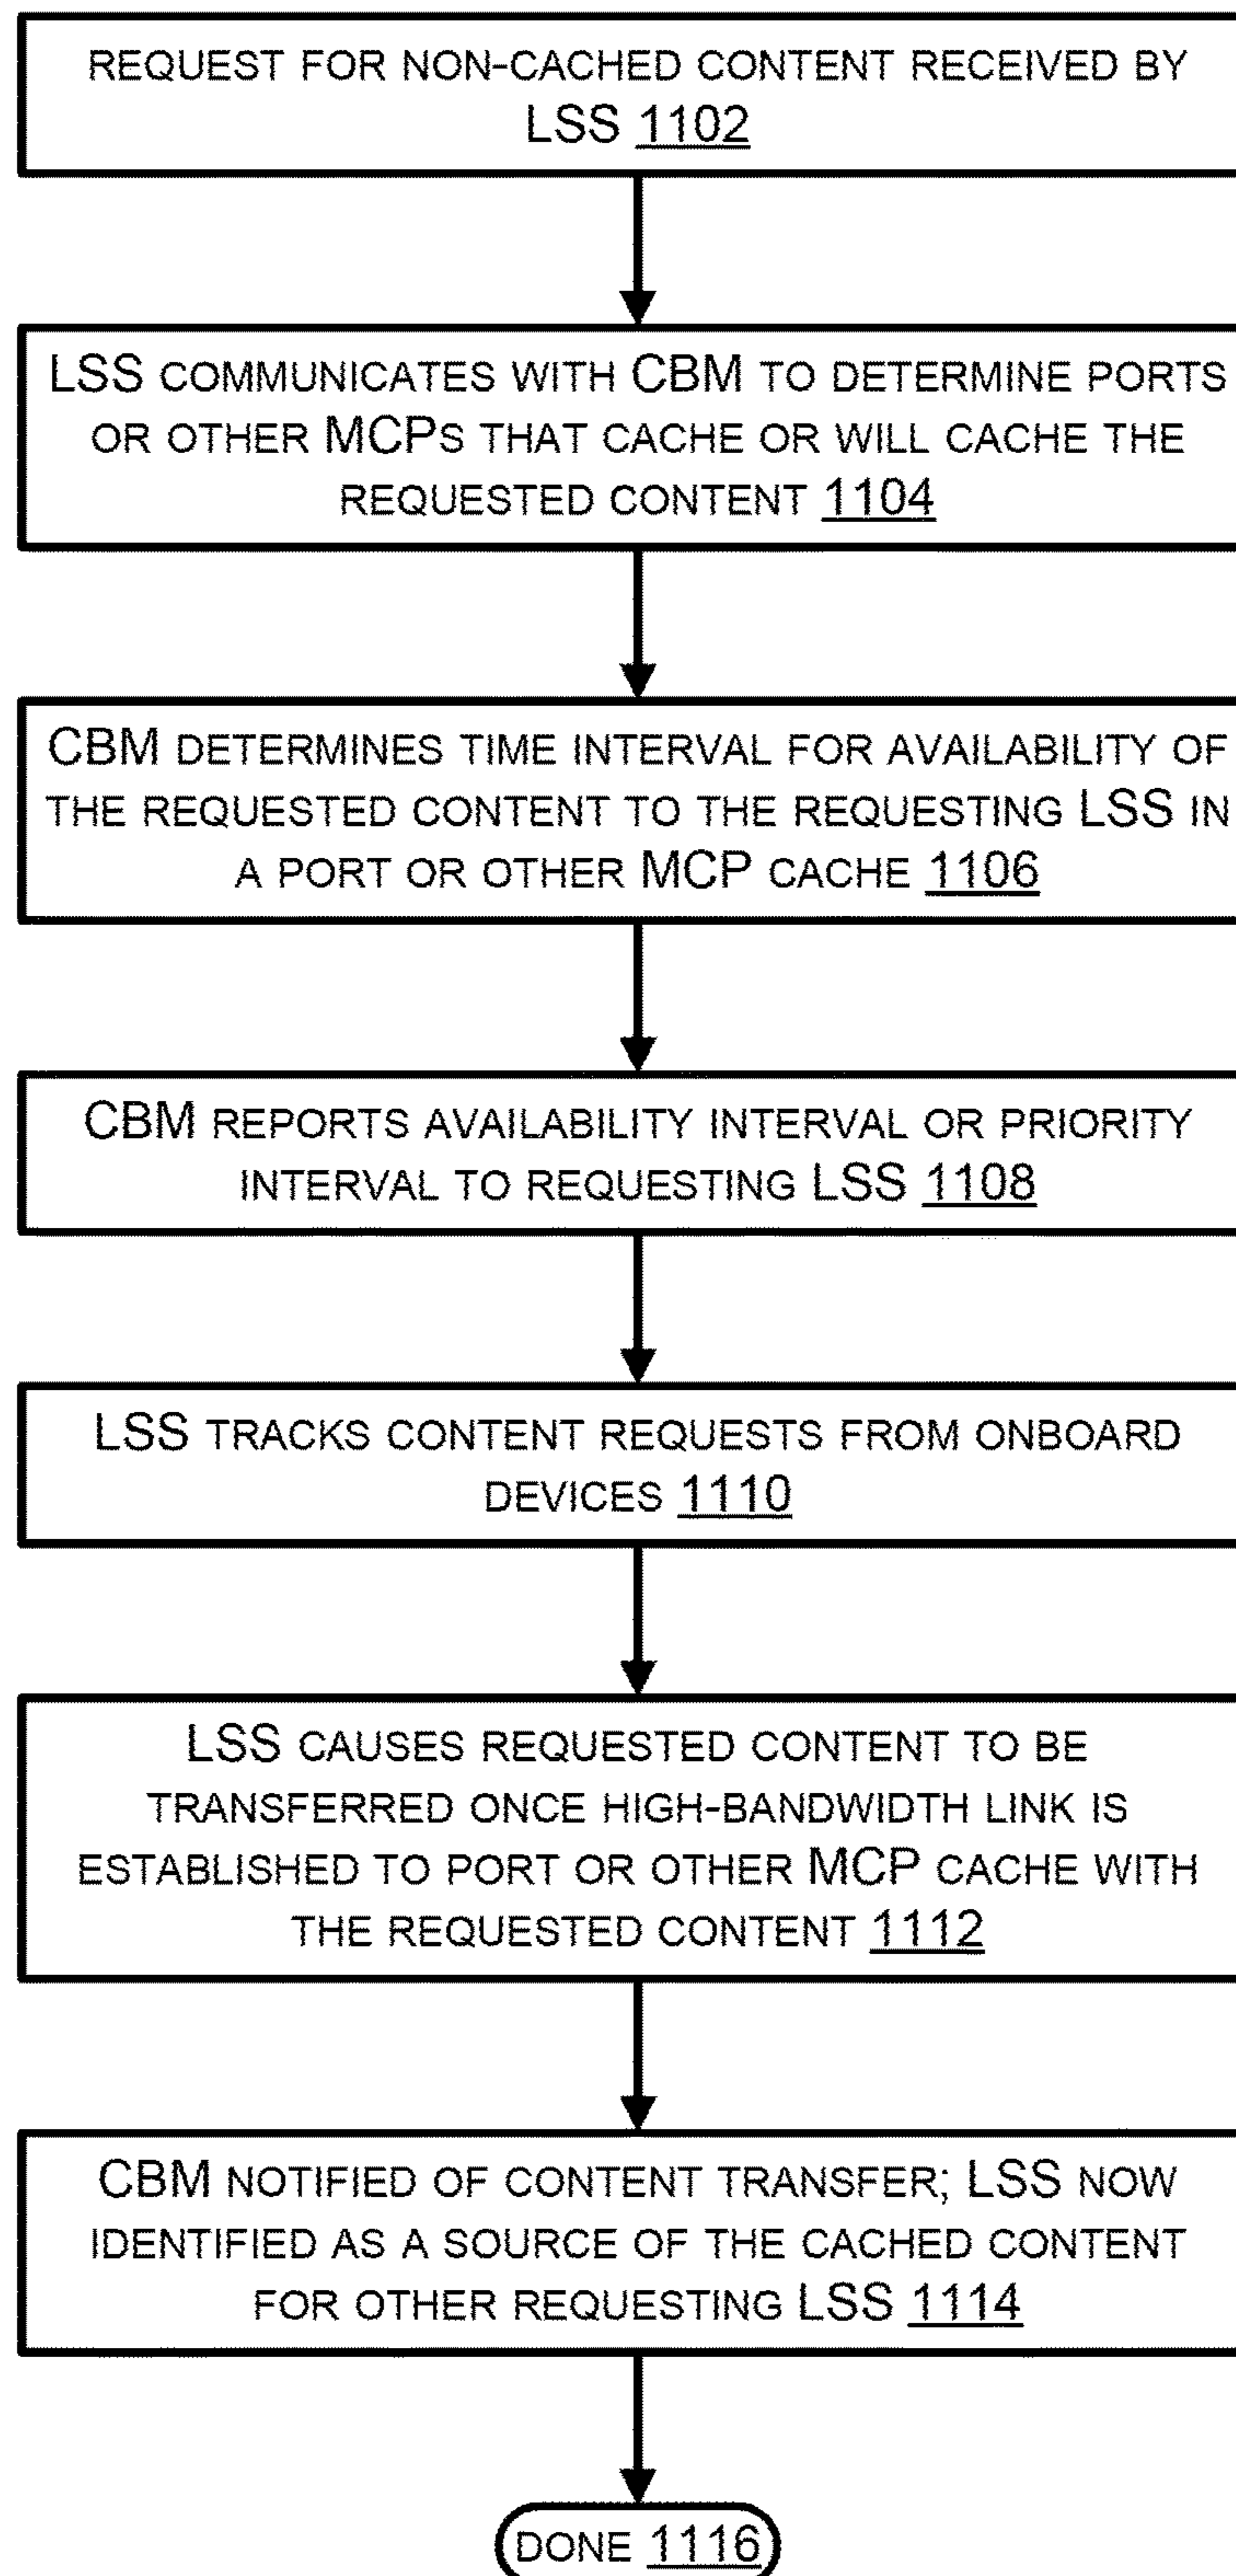 REQUEST FOR NON-CACHED CONTENT RECEIVED BY
LSS 1102
LSS COMMUNICATES WITH CBM TO DETERMINE PORTS
OR OTHER MCPS THAT CACHE OR WILL CACHE THE
REQUESTED CONTENT 1104
CBM DETERMINES TIME INTERVAL FOR AVAILABILITY OF
THE REQUESTED CONTENT TO THE REQUESTING LSS IN
A PORT OR OTHER MCP CACHE 1106
CBM REPORTS AVAILABILITY INTERVAL OR PRIORITY
INTERVAL TO REQUESTING LSS 1108
LSS TRACKS CONTENT REQUESTS FROM ONBOARD
DEVICES 1110
LSS CAUSES REQUESTED CONTENT TO BE
TRANSFERRED ONCE HIGH-BANDWIDTH LINK IS
ESTABLISHED TO PORT OR OTHER MCP CACHE WITH
THE REQUESTED CONTENT 1112
CBM NOTIFIED OF CONTENT TRANSFER; LSS NOW
IDENTIFIED AS A SOURCE OF THE CACHED CONTENT
FOR OTHER REQUESTING LSS 1114
DONE 1116